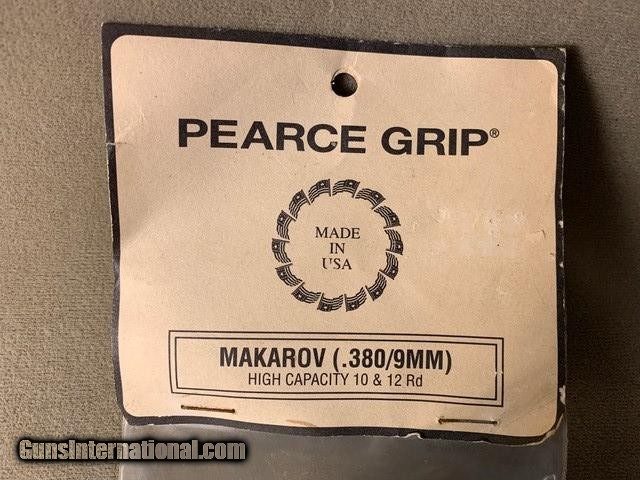 PEARCE GRIP®
MADE
IN
USA
MAKAROV (.380/9MM)
HIGH CAPACITY 10 & 12 Rd
GunsInternational.com